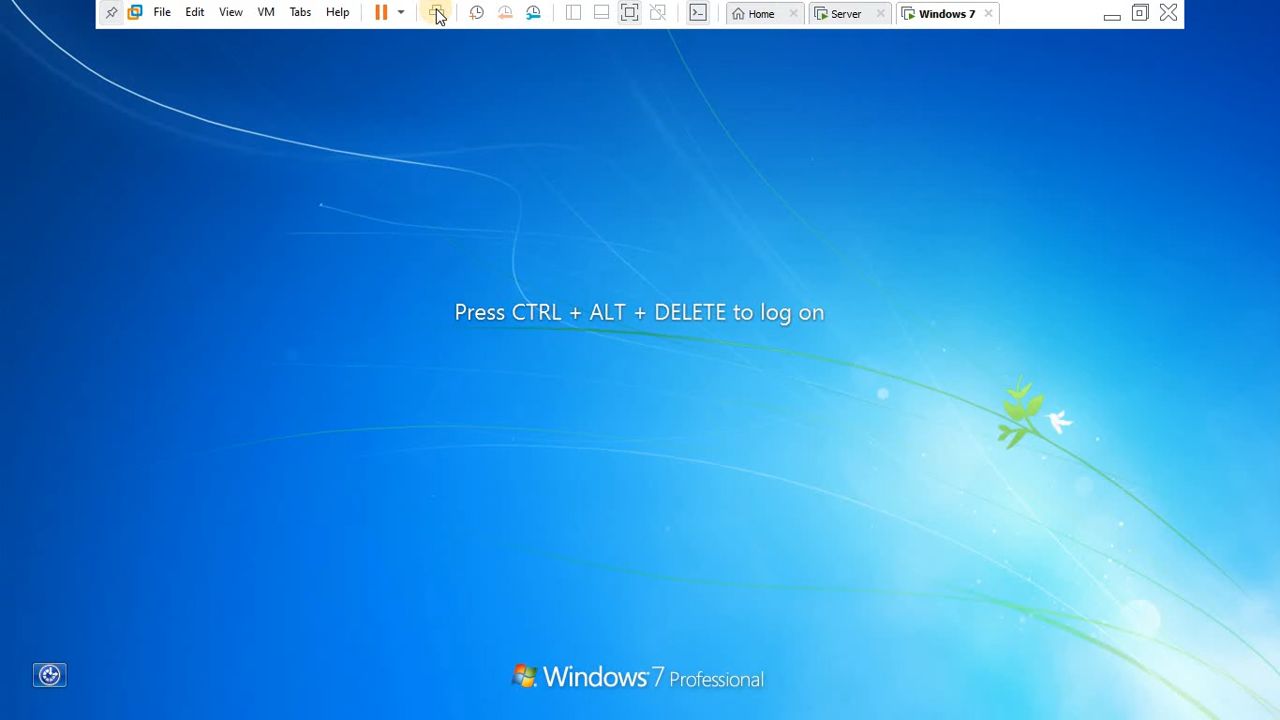 File Edit View VM Tabs Help Home Server Windows 7
Press CTRL + ALT + DELETE to log on
Windows 7 Professional